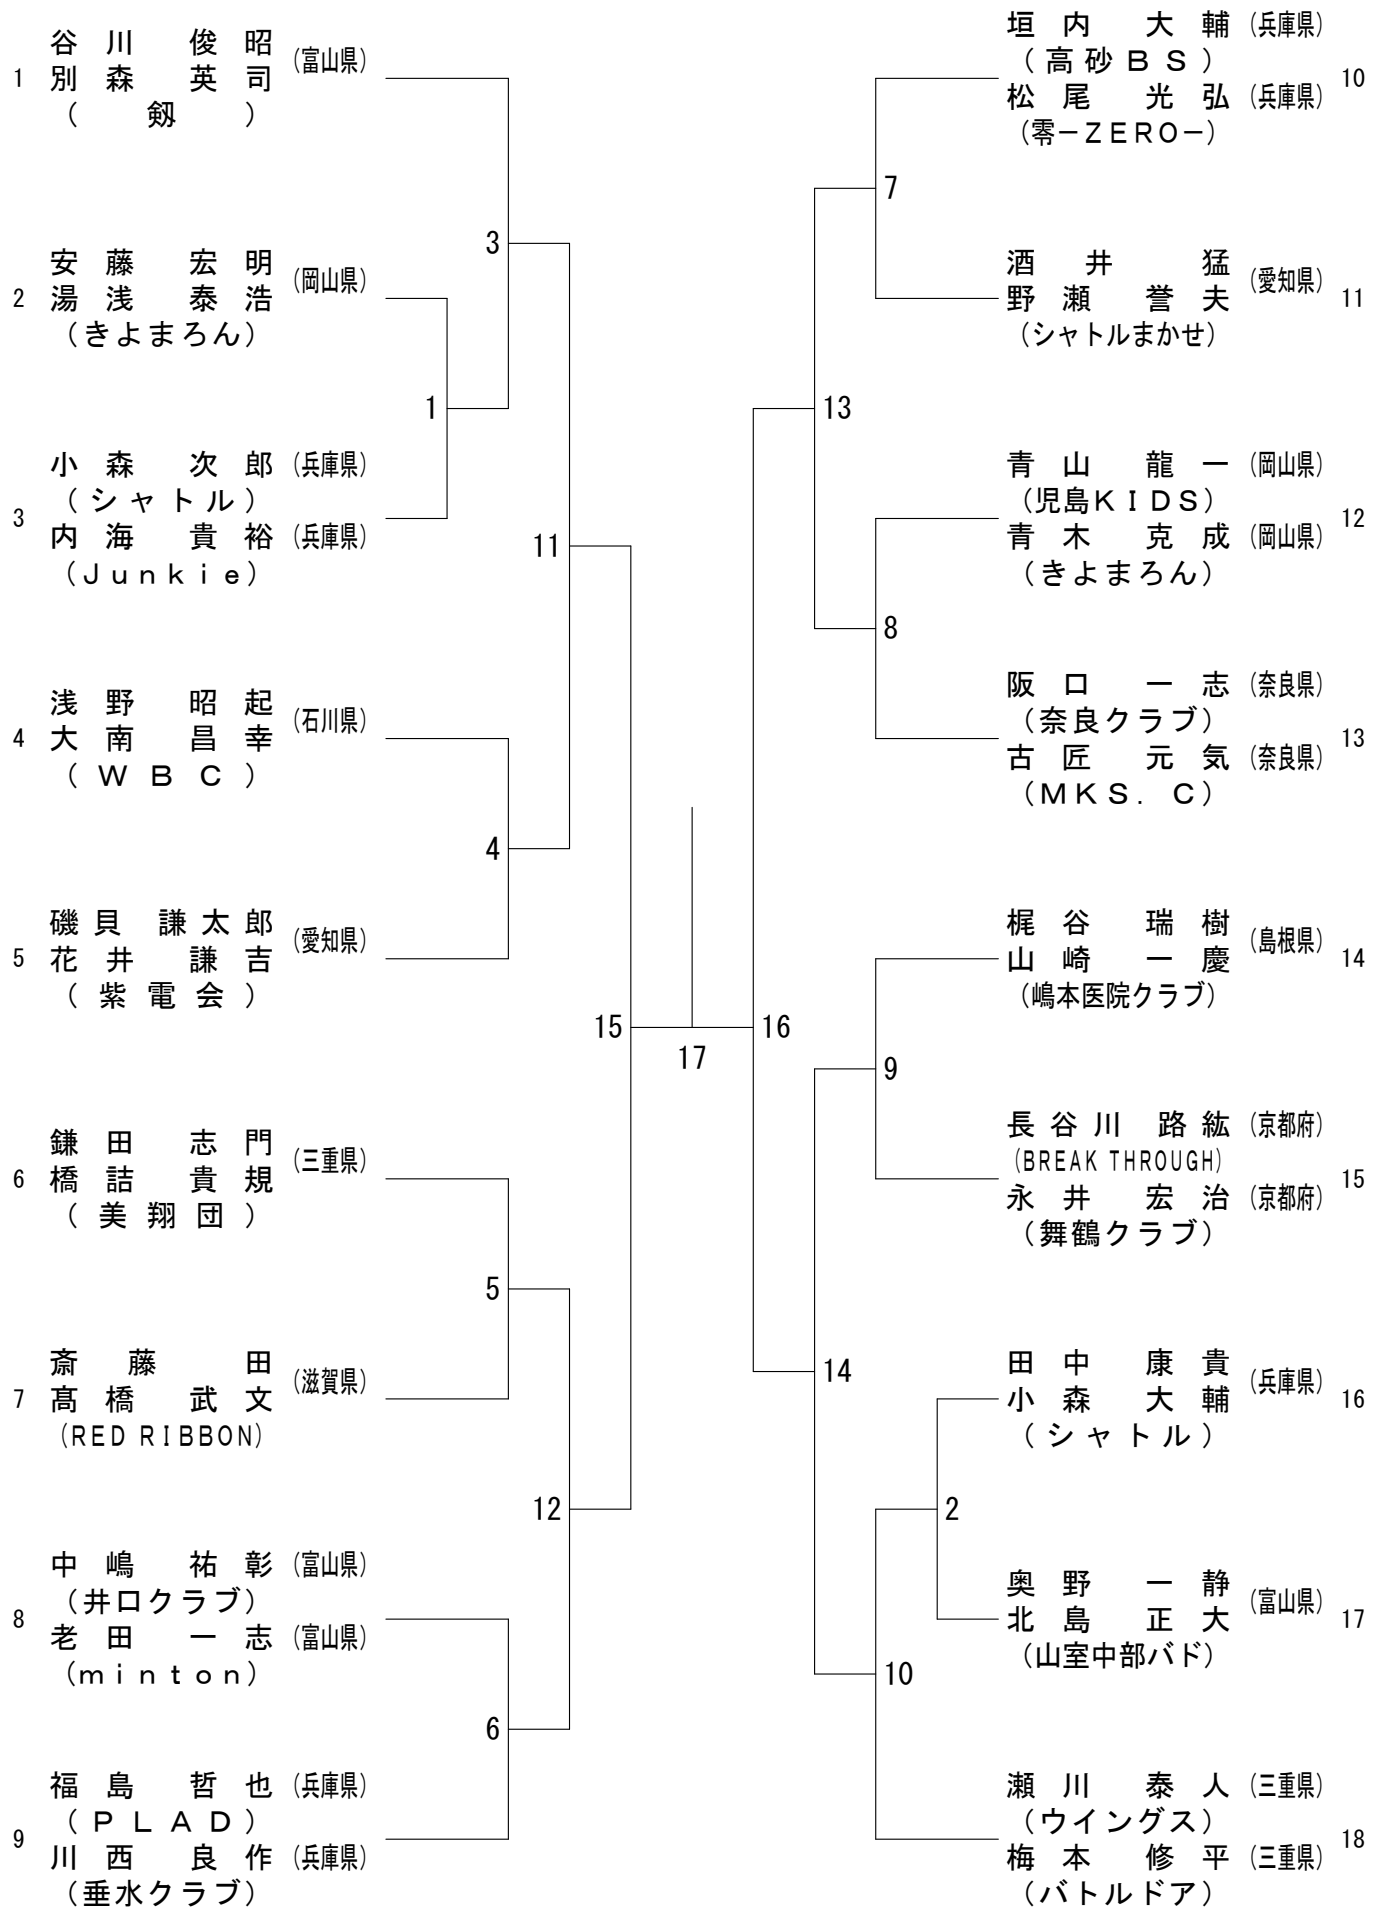 谷川 俊昭 (富山県)
1 別森 英司
(剱)
3
安藤 宏明 (岡山県)
2 湯浅 泰浩
(きよまろん)
1
小森 次郎 (兵庫県)
(シャトル)
3
内海 貴裕 (兵庫県)
(Junkie)
11
浅野 昭起 (石川県)
4 大南 昌幸
(WBC)
4
磯貝 謙太郎 (愛知県)
5 花井 謙吉
(紫電会)
15
鎌田 志門 (三重県)
6 橋詰 貴規
(美翔団)
5
斎藤 田 (滋賀県)
7 髙橋 武文
(RED RIBBON)
12
中嶋 祐彰 (富山県)
(井口クラブ)
8
老田 一志 (富山県)
(minton)
6
福島 哲也 (兵庫県)
(PLAD)
9
川西 良作 (兵庫県)
(垂水クラブ)
17
垣内 大輔 (兵庫県)
(高砂BS)
10
松尾 光弘 (兵庫県)
(零－ZERO－)
7
酒井 猛 (愛知県)
野瀬 誉夫 11
(シャトルまかせ)
13
青山 龍一 (岡山県)
(児島KIDS)
12
青木 克成 (岡山県)
(きよまろん)
8
阪口 一志 (奈良県)
(奈良クラブ)
13
古匠 元気 (奈良県)
(MKS. C)
16
梶谷 瑞樹 (島根県)
山崎 一慶 14
(嶋本医院クラブ)
9
長谷川 路紘 (京都府)
(BREAK THROUGH)
15
永井 宏治 (京都府)
(舞鶴クラブ)
14
田中 康貴 (兵庫県)
小森 大輔 16
(シャトル)
2
奥野 一静 (富山県)
北島 正大 17
(山室中部バド)
10
瀬川 泰人 (三重県)
(ウイングス)
18
梅本 修平 (三重県)
(バトルドア)